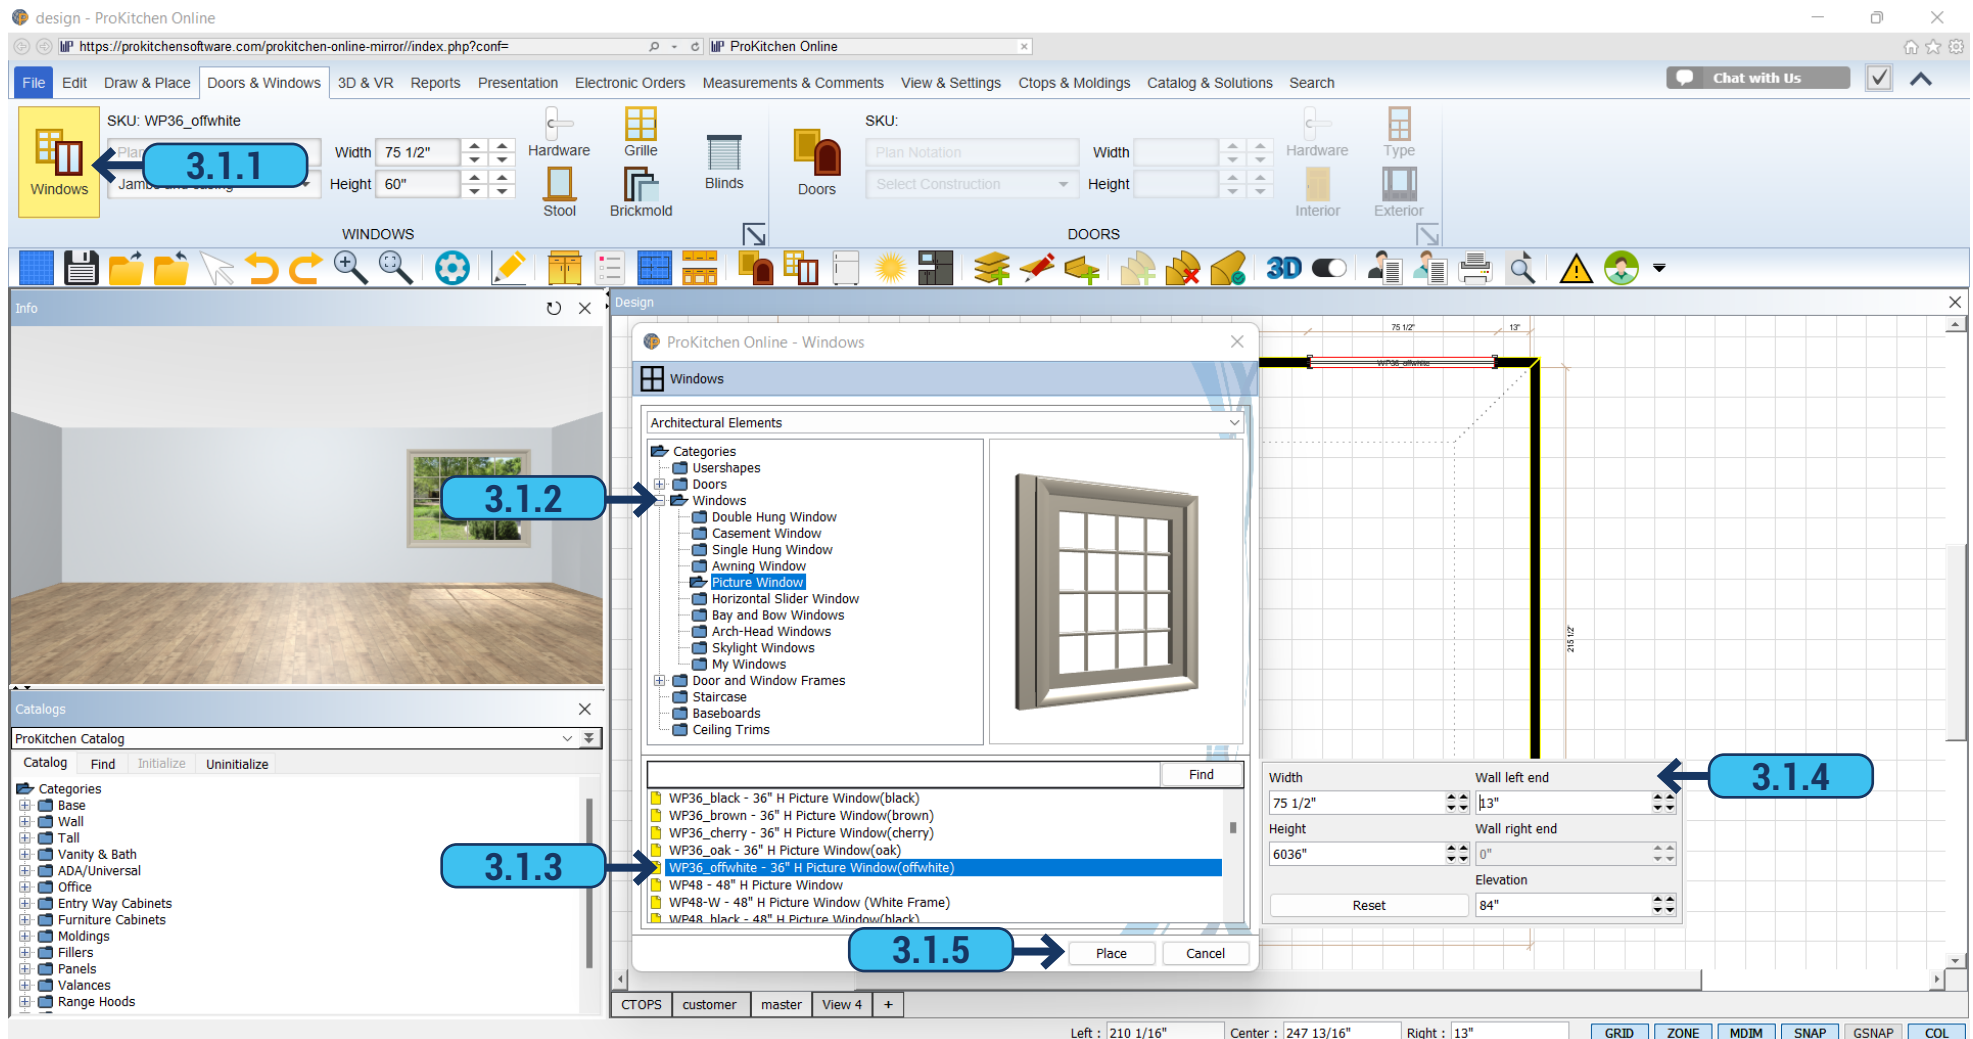 design - ProKitchen Online
https://prokitchensoftware.com/prokitchen-online-mirror//index.php?conf=
ProKitchen Online
File Edit Draw & Place Doors & Windows 3D & VR Reports Presentation Electronic Orders Measurements & Comments View & Settings Ctops & Moldings Catalog & Solutions Search
Chat with Us
SKU: WP36_offwhite
SKU:
3.1.1
Width 75 1/2"
Height 60"
Windows
Hardware
Grille
Stool
Brickmold
Blinds
WINDOWS
Doors
Plan Notation
Select Construction
Width
Height
Hardware
Type
Interior
Exterior
DOORS
3D
Info
Design
75 1/2"
13"
WP36_offwhite
215 1/2"
ProKitchen Online - Windows
Windows
Architectural Elements
Categories
Usershapes
Doors
3.1.2
Windows
Double Hung Window
Casement Window
Single Hung Window
Awning Window
Picture Window
Horizontal Slider Window
Bay and Bow Windows
Arch-Head Windows
Skylight Windows
My Windows
Door and Window Frames
Staircase
Baseboards
Ceiling Trims
Find
WP36_black - 36" H Picture Window(black)
WP36_brown - 36" H Picture Window(brown)
WP36_cherry - 36" H Picture Window(cherry)
WP36_oak - 36" H Picture Window(oak)
3.1.3
WP36_offwhite - 36" H Picture Window(offwhite)
WP48 - 48" H Picture Window
WP48-W - 48" H Picture Window (White Frame)
WP48_black - 48" H Picture Window(black)
3.1.5
Place
Cancel
Width
Wall left end
3.1.4
75 1/2"
13"
Height
Wall right end
6036"
0"
Elevation
Reset
84"
Catalogs
ProKitchen Catalog
Catalog Find Initialize Uninitialize
Categories
Base
Wall
Tall
Vanity & Bath
ADA/Universal
Office
Entry Way Cabinets
Furniture Cabinets
Moldings
Fillers
Panels
Valances
Range Hoods
CTOPS customer master View 4 +
Left : 210 1/16" Center : 247 13/16" Right : 13"
GRID ZONE MDIM SNAP GSNAP COL